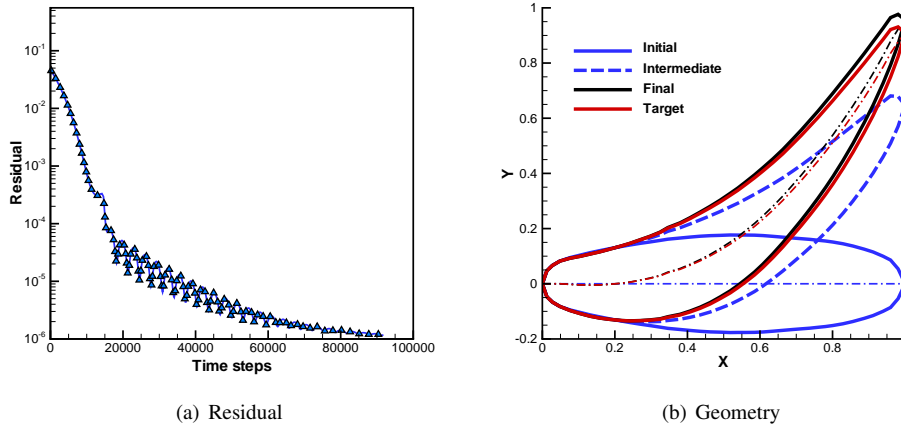 10^-1
10^-2
10^-3
10^-4
10^-5
10^-6
Residual
0 20000 40000 60000 80000 100000
Time steps
(a) Residual
1
0.8
0.6
0.4
0.2
0
-0.2
Y
Initial
Intermediate
Final
Target
0 0.2 0.4 0.6 0.8
X
(b) Geometry